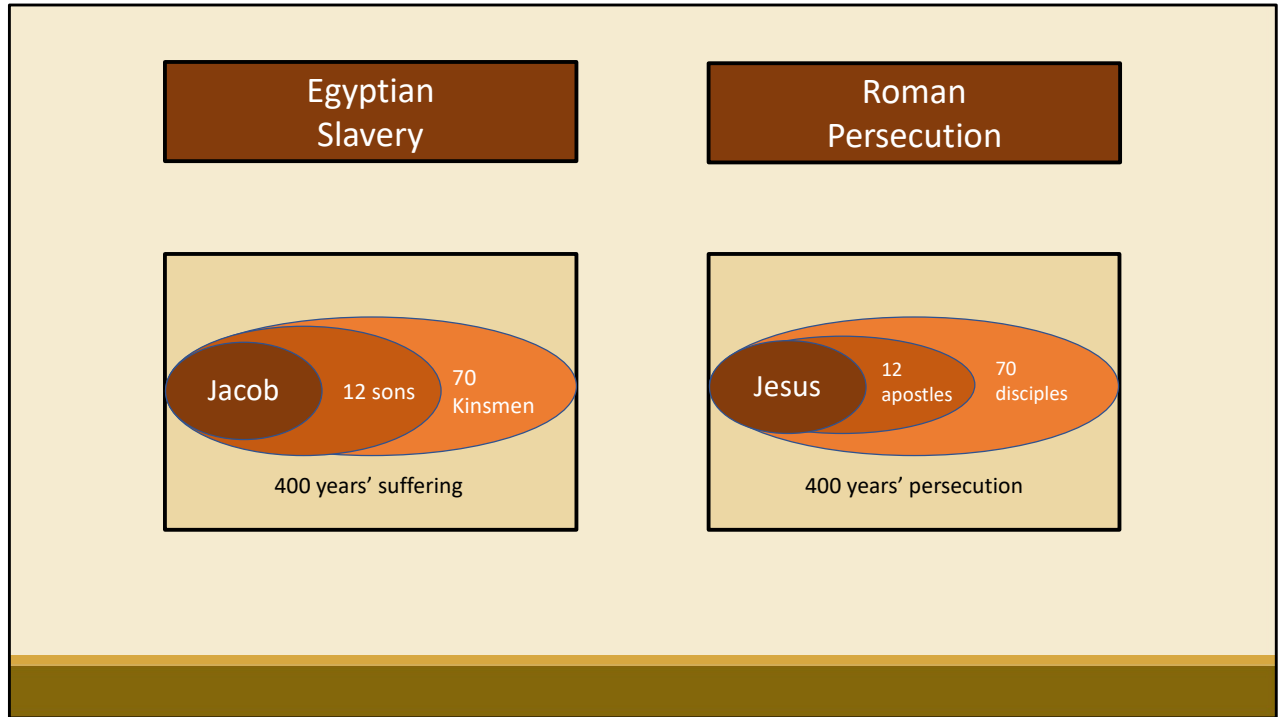 Egyptian
Slavery
Roman
Persecution
Jacob
12 sons
70
Kinsmen
400 years’ suffering
Jesus
12
apostles
70
disciples
400 years’ persecution